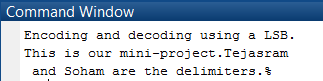 Command Window
Encoding and decoding using a LSB.
This is our mini-project.Tejasram
and Soham are the delimiters.%